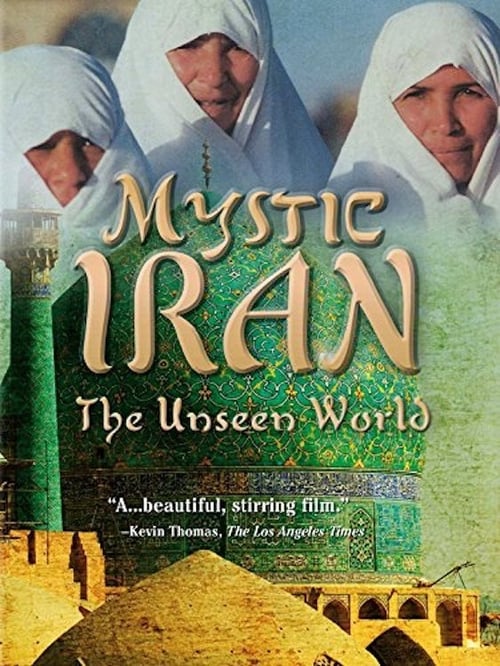 MYSTIC
IRAN
The Unseen World
“A...beautiful, stirring film.”
–Kevin Thomas, The Los Angeles Times